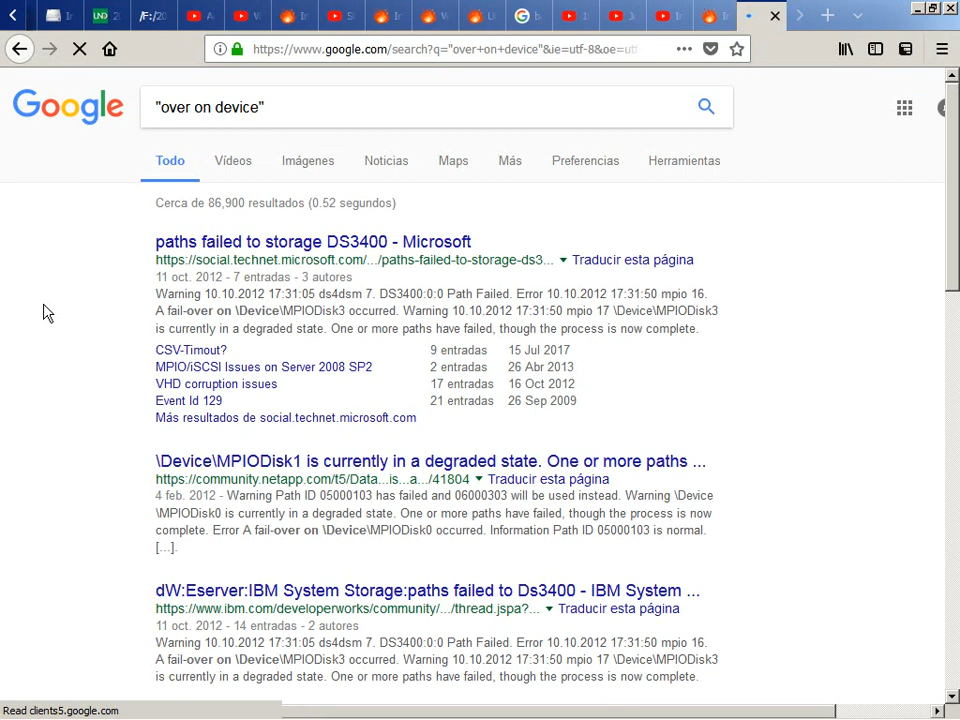 LND 2
/F:/20
https://www.google.com/search?q="over+on+device"&ie=utf-8&oe=ut
Google
"over on device"
Todo Vídeos Imágenes Noticias Maps Más Preferencias Herramientas
Cerca de 86,900 resultados (0.52 segundos)
paths failed to storage DS3400 - Microsoft
https://social.technet.microsoft.com/.../paths-failed-to-storage-ds3... Traducir esta página
11 oct. 2012 - 7 entradas - 3 autores
Warning 10.10.2012 17:31:05 ds4dsm 7. DS3400:0:0 Path Failed. Error 10.10.2012 17:31:50 mpio 16.
A fail-over on \Device\MPIODisk3 occurred. Warning 10.10.2012 17:31:50 mpio 17 \Device\MPIODisk3
is currently in a degraded state. One or more paths have failed, though the process is now complete.
CSV-Timout? 9 entradas 15 Jul 2017
MPIO/iSCSI Issues on Server 2008 SP2 2 entradas 26 Abr 2013
VHD corruption issues 17 entradas 16 Oct 2012
Event Id 129 21 entradas 26 Sep 2009
Más resultados de social.technet.microsoft.com
\Device\MPIODisk1 is currently in a degraded state. One or more paths ...
https://community.netapp.com/t5/Data...is...a.../41804 Traducir esta página
4 feb. 2012 - Warning Path ID 05000103 has failed and 06000303 will be used instead. Warning \Device
\MPIODisk0 is currently in a degraded state. One or more paths have failed, though the process is now
complete. Error A fail-over on \Device\MPIODisk0 occurred. Information Path ID 05000103 is normal.
[...].
dW:Eserver:IBM System Storage:paths failed to Ds3400 - IBM System ...
https://www.ibm.com/developerworks/community/.../thread.jspa?... Traducir esta página
11 oct. 2012 - 14 entradas - 2 autores
Warning 10.10.2012 17:31:05 ds4dsm 7. DS3400:0:0 Path Failed. Error 10.10.2012 17:31:50 mpio 16.
A fail-over on \Device\MPIODisk3 occurred. Warning 10.10.2012 17:31:50 mpio 17 \Device\MPIODisk3
is currently in a degraded state. One or more paths have failed, though the process is now complete.
Read clients5.google.com